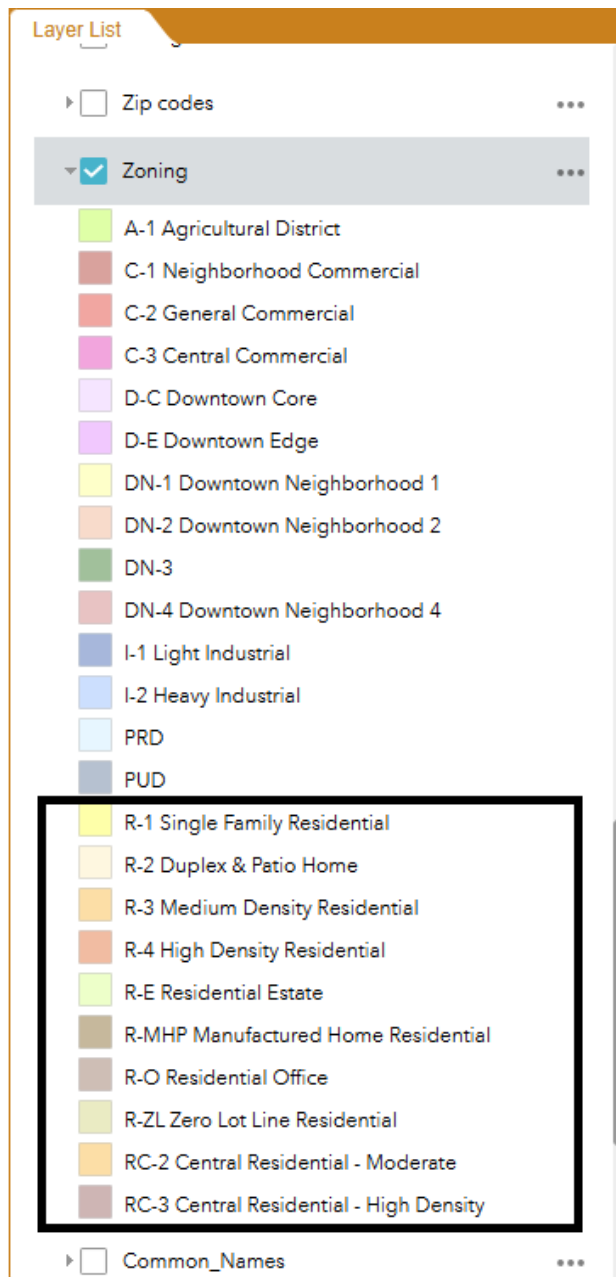 Layer List
Zip codes
Zoning
A-1 Agricultural District
C-1 Neighborhood Commercial
C-2 General Commercial
C-3 Central Commercial
D-C Downtown Core
D-E Downtown Edge
DN-1 Downtown Neighborhood 1
DN-2 Downtown Neighborhood 2
DN-3
DN-4 Downtown Neighborhood 4
I-1 Light Industrial
I-2 Heavy Industrial
PRD
PUD
R-1 Single Family Residential
R-2 Duplex & Patio Home
R-3 Medium Density Residential
R-4 High Density Residential
R-E Residential Estate
R-MHP Manufactured Home Residential
R-O Residential Office
R-ZL Zero Lot Line Residential
RC-2 Central Residential - Moderate
RC-3 Central Residential - High Density
Common_Names